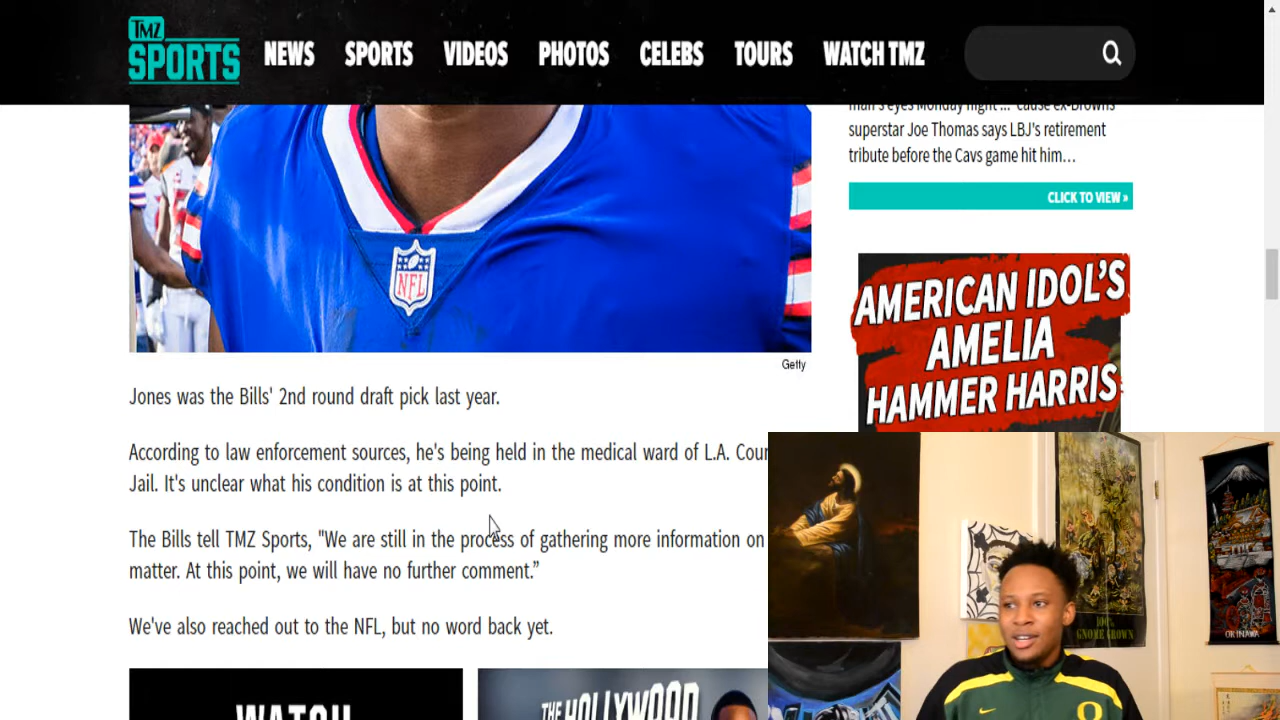 TMZ
SPORTS
NEWS SPORTS VIDEOS PHOTOS CELEBS TOURS WATCH TMZ
man's eyes Monday night ... 'cause ex-Browns
superstar Joe Thomas says LBJ's retirement
tribute before the Cavs game hit him...
CLICK TO VIEW »
NFL
Getty
AMERICAN IDOL'S
AMELIA
HAMMER HARRIS
Jones was the Bills' 2nd round draft pick last year.
According to law enforcement sources, he's being held in the medical ward of L.A.
Jail. It's unclear what his condition is at this point.
The Bills tell TMZ Sports, "We are still in the process of gathering more information on
matter. At this point, we will have no further comment.”
We've also reached out to the NFL, but no word back yet.
WATCH
THE HOLLYWOOD
100%
GNOME GROWN
OKINAWA
O